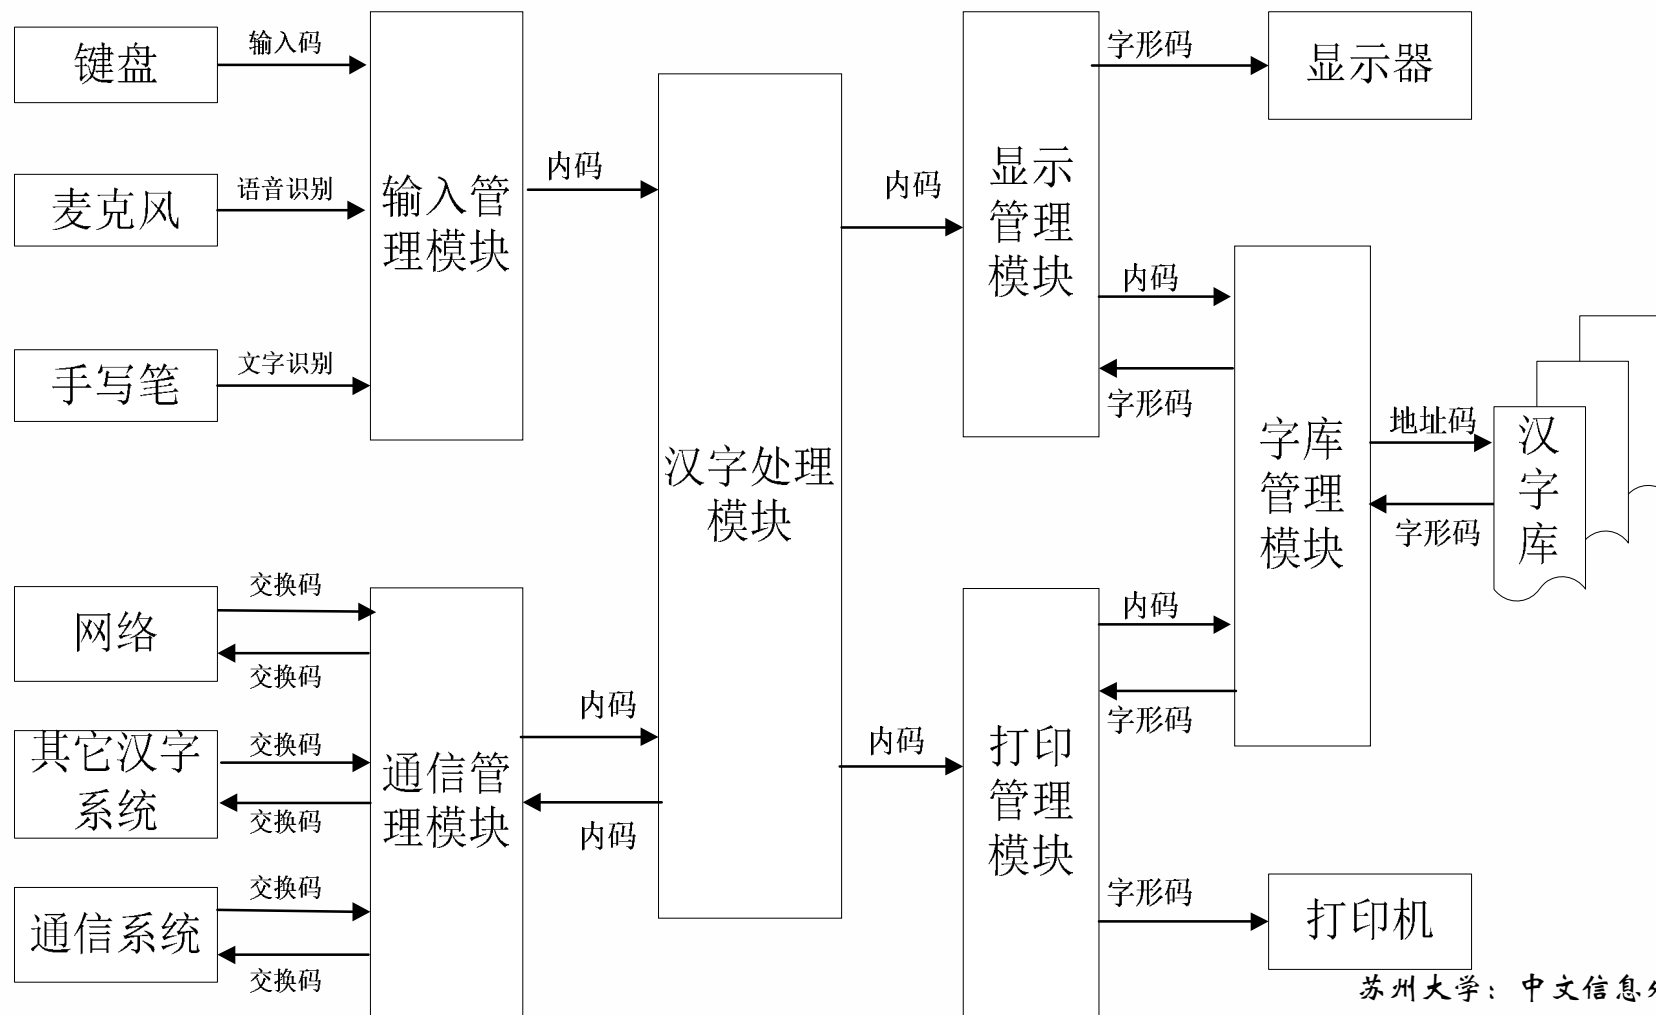 键盘
输入码
麦克风
语音识别
手写笔
文字识别
输入管
理模块
内码
网络
交换码
交换码
其它汉字
系统
交换码
交换码
通信系统
交换码
交换码
通信管
理模块
内码
内码
汉字处理
模块
内码
内码
显示
管理
模块
字形码
显示器
内码
字形码
字库
管理
模块
地址码
字形码
汉
字
库
内码
字形码
打印
管理
模块
字形码
打印机
苏州大学：中文信息